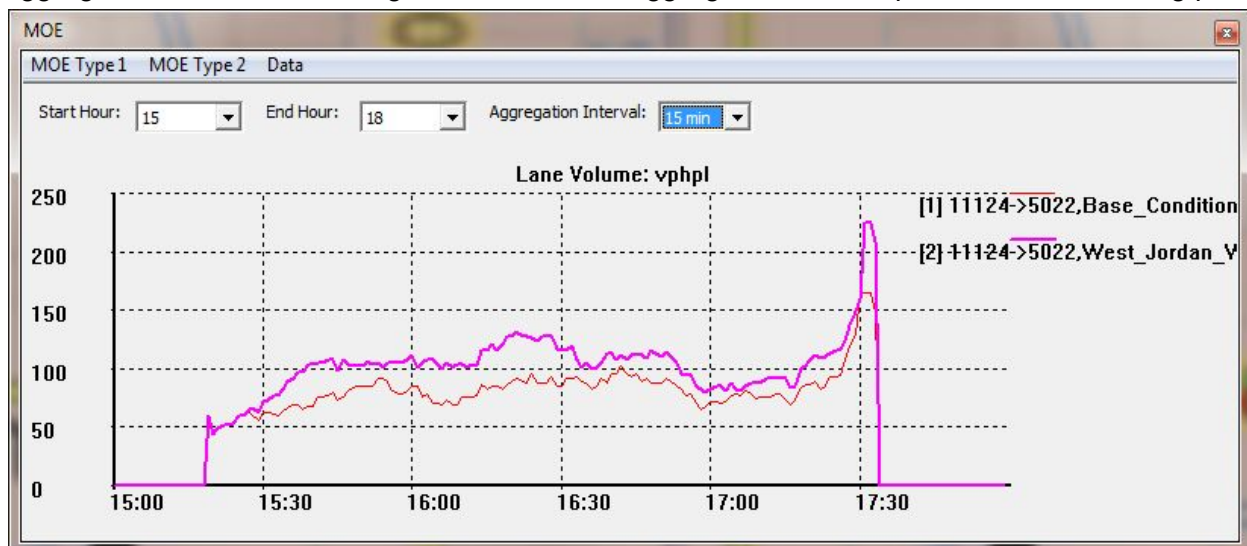 MOE
MOE Type 1 MOE Type 2 Data
Start Hour: 15 End Hour: 18 Aggregation Interval: 15 min
Lane Volume: vphpl
250
[1] 11124->5022,Base_Condition
200
[2] 11124->5022,West_Jordan_V
150
100
50
0
15:00 15:30 16:00 16:30 17:00 17:30